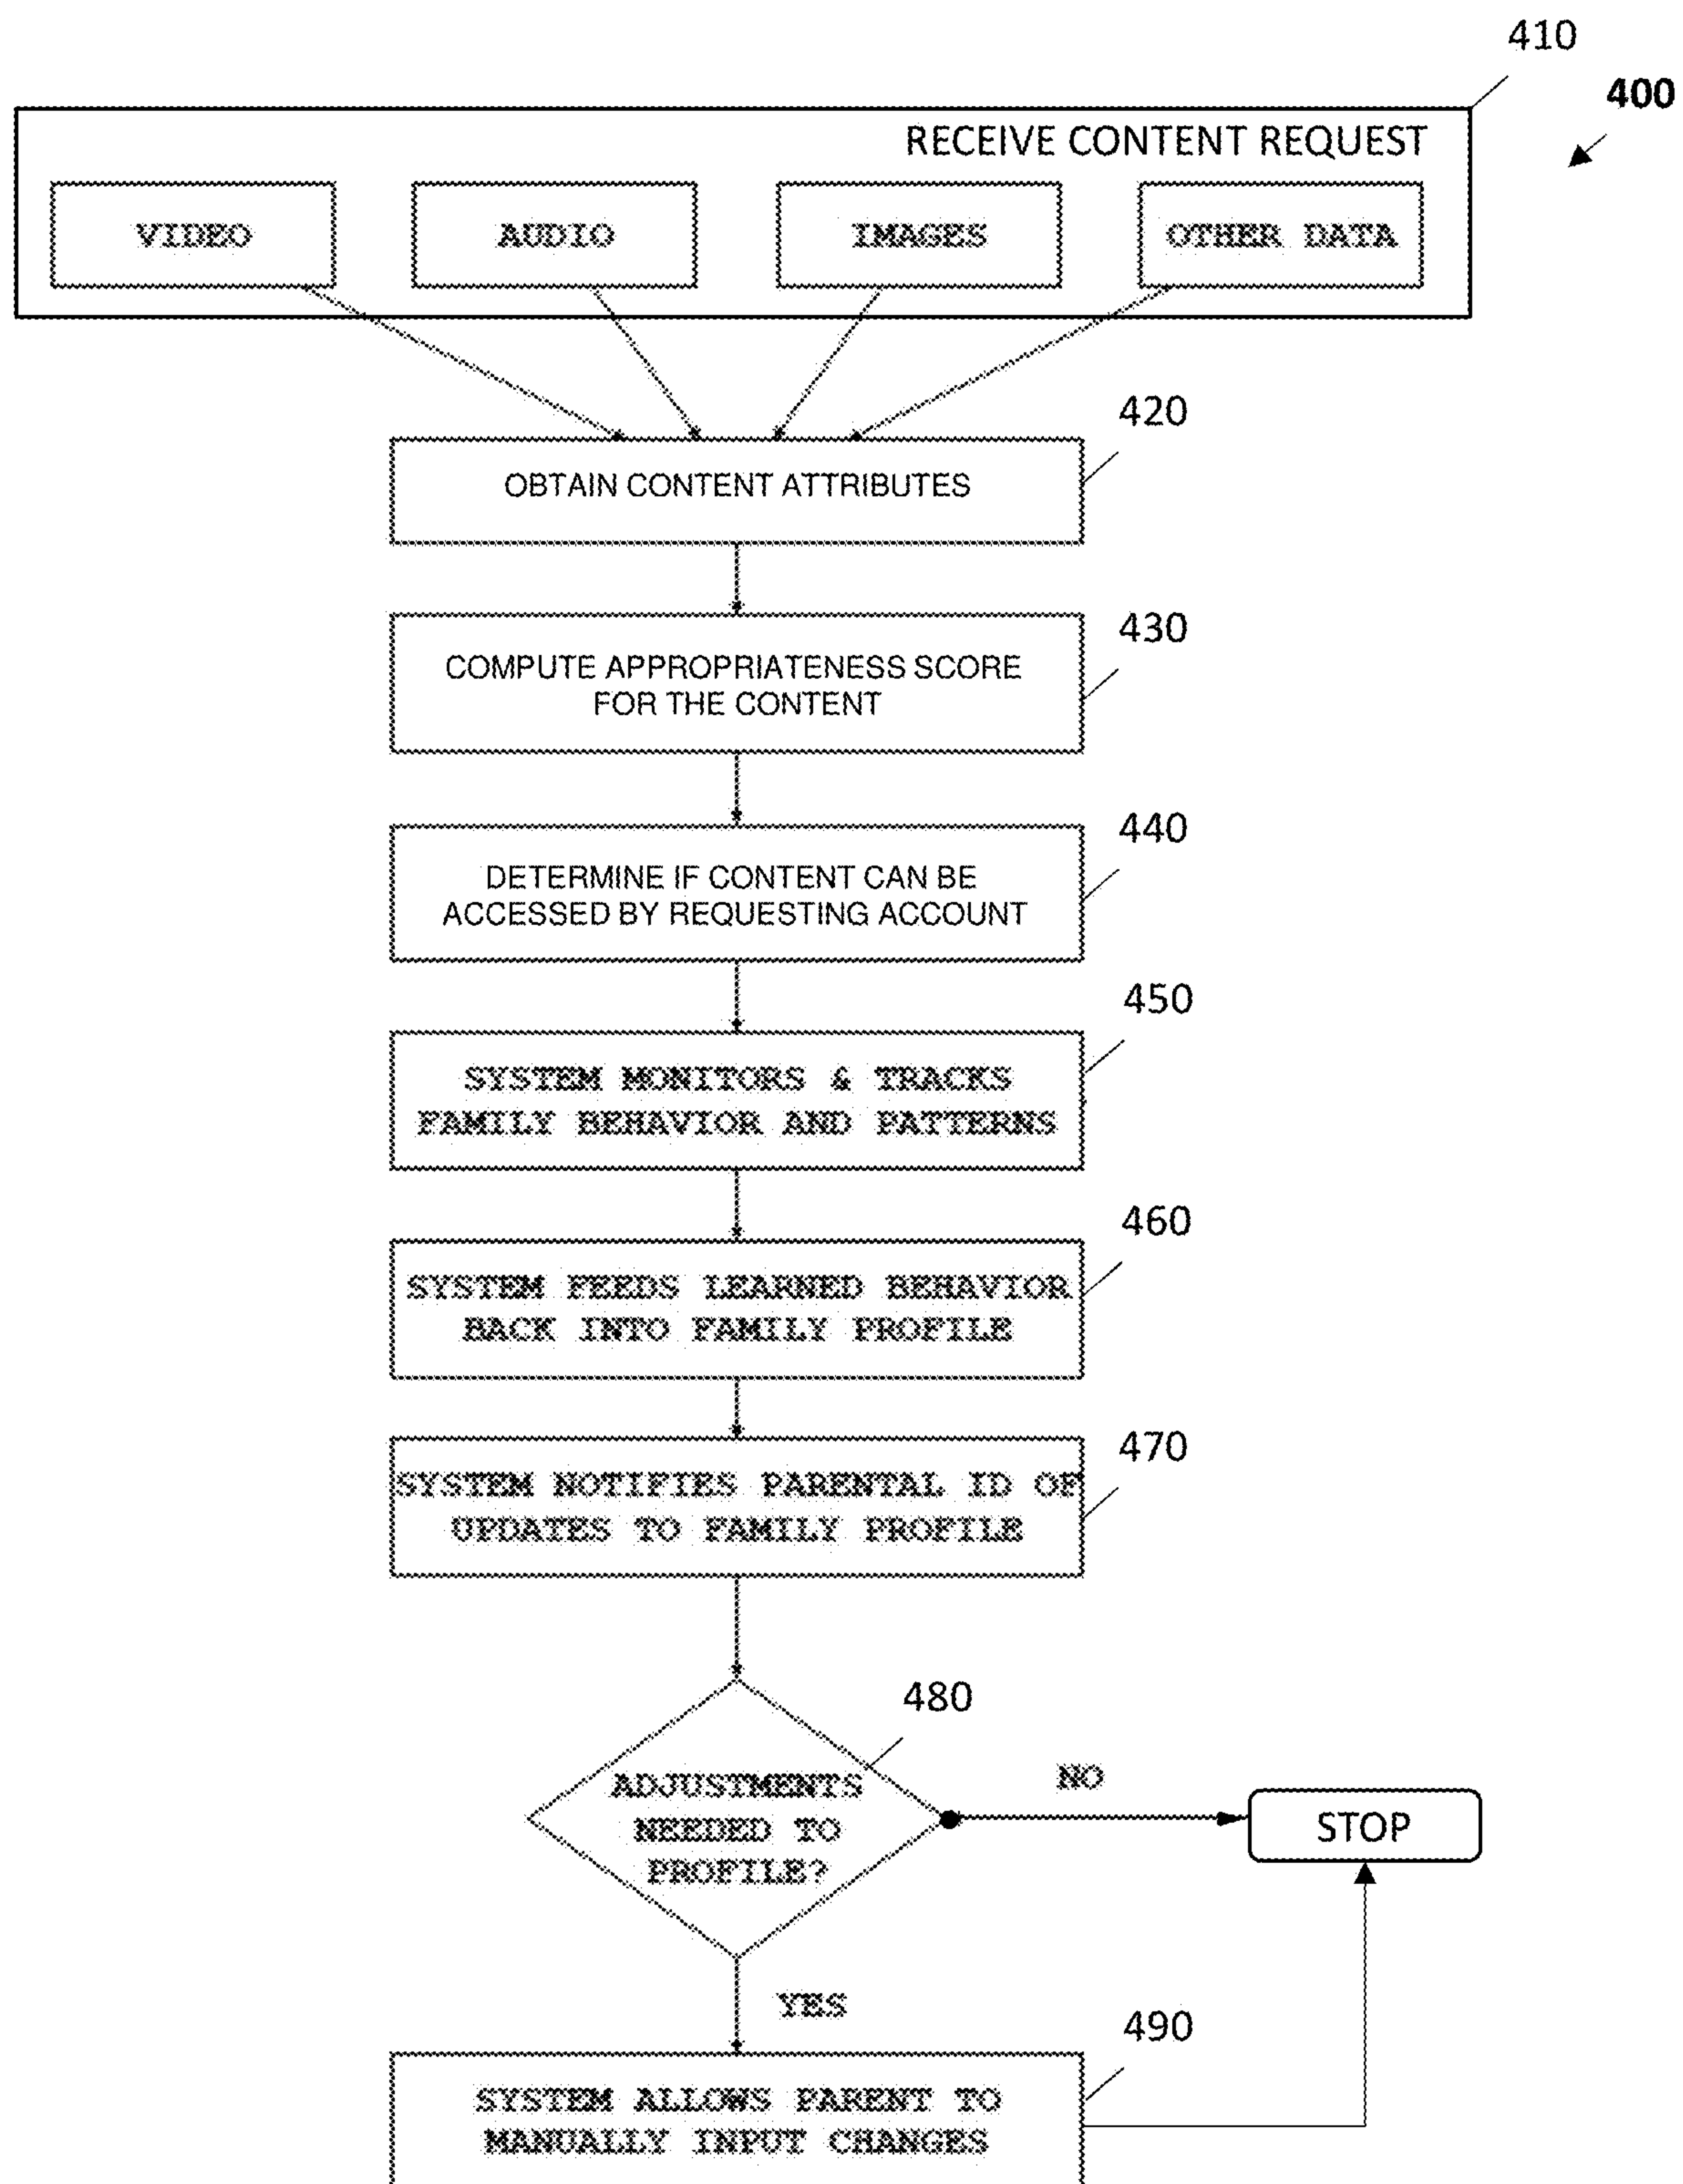 410
400
RECEIVE CONTENT REQUEST
VIDEO
AUDIO
IMAGES
OTHER DATA
420
OBTAIN CONTENT ATTRIBUTES
430
COMPUTE APPROPRIATENESS SCORE
FOR THE CONTENT
440
DETERMINE IF CONTENT CAN BE
ACCESSED BY REQUESTING ACCOUNT
450
SYSTEM MONITORS & TRACKS
FAMILY BEHAVIOR AND PATTERNS
460
SYSTEM FEEDS LEARNED BEHAVIOR
BACK INTO FAMILY PROFILE
470
SYSTEM NOTIFIES PARENTAL ID OF
UPDATES TO FAMILY PROFILE
480
ADJUSTMENTS
NEEDED TO
PROFILE?
NO
STOP
YES
490
SYSTEM ALLOWS PARENT TO
MANUALLY INPUT CHANGES